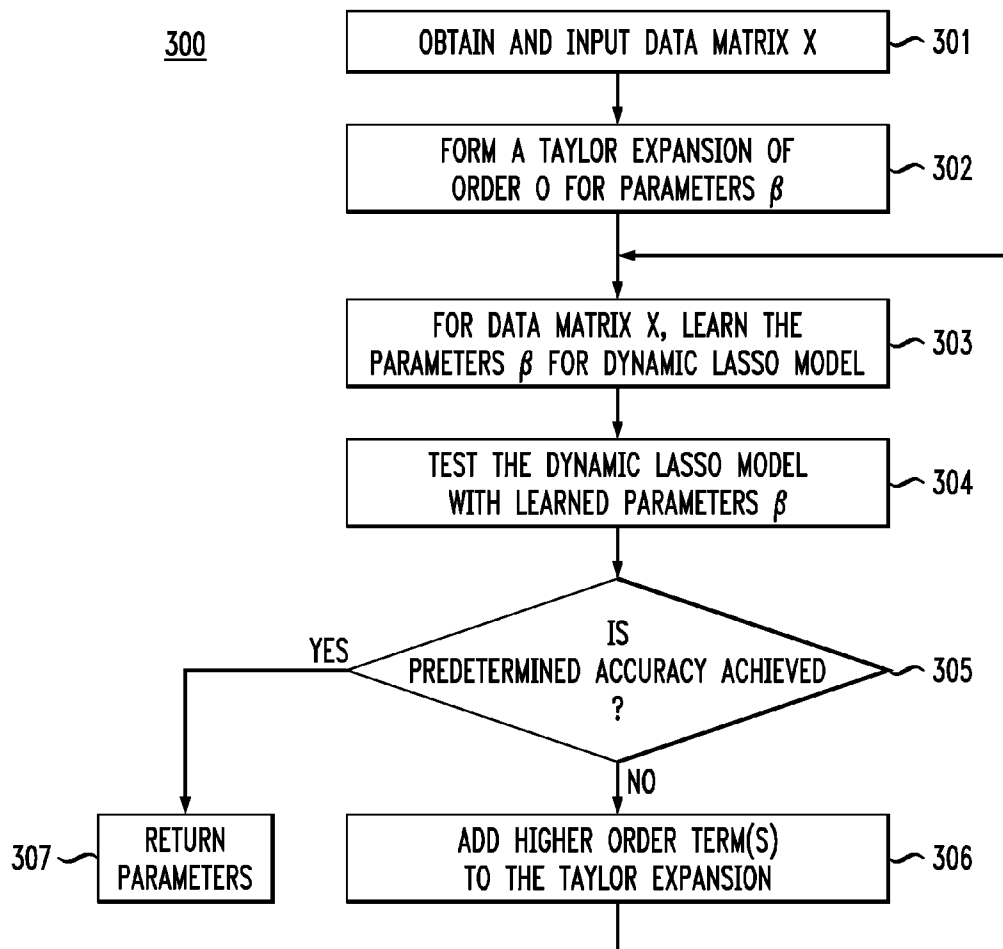 300
OBTAIN AND INPUT DATA MATRIX X
301
FORM A TAYLOR EXPANSION OF
ORDER O FOR PARAMETERS β
302
FOR DATA MATRIX X, LEARN THE
PARAMETERS β FOR DYNAMIC LASSO MODEL
303
TEST THE DYNAMIC LASSO MODEL
WITH LEARNED PARAMETERS β
304
IS
PREDETERMINED ACCURACY ACHIEVED
?
305
YES
NO
RETURN
PARAMETERS
307
ADD HIGHER ORDER TERM(S)
TO THE TAYLOR EXPANSION
306